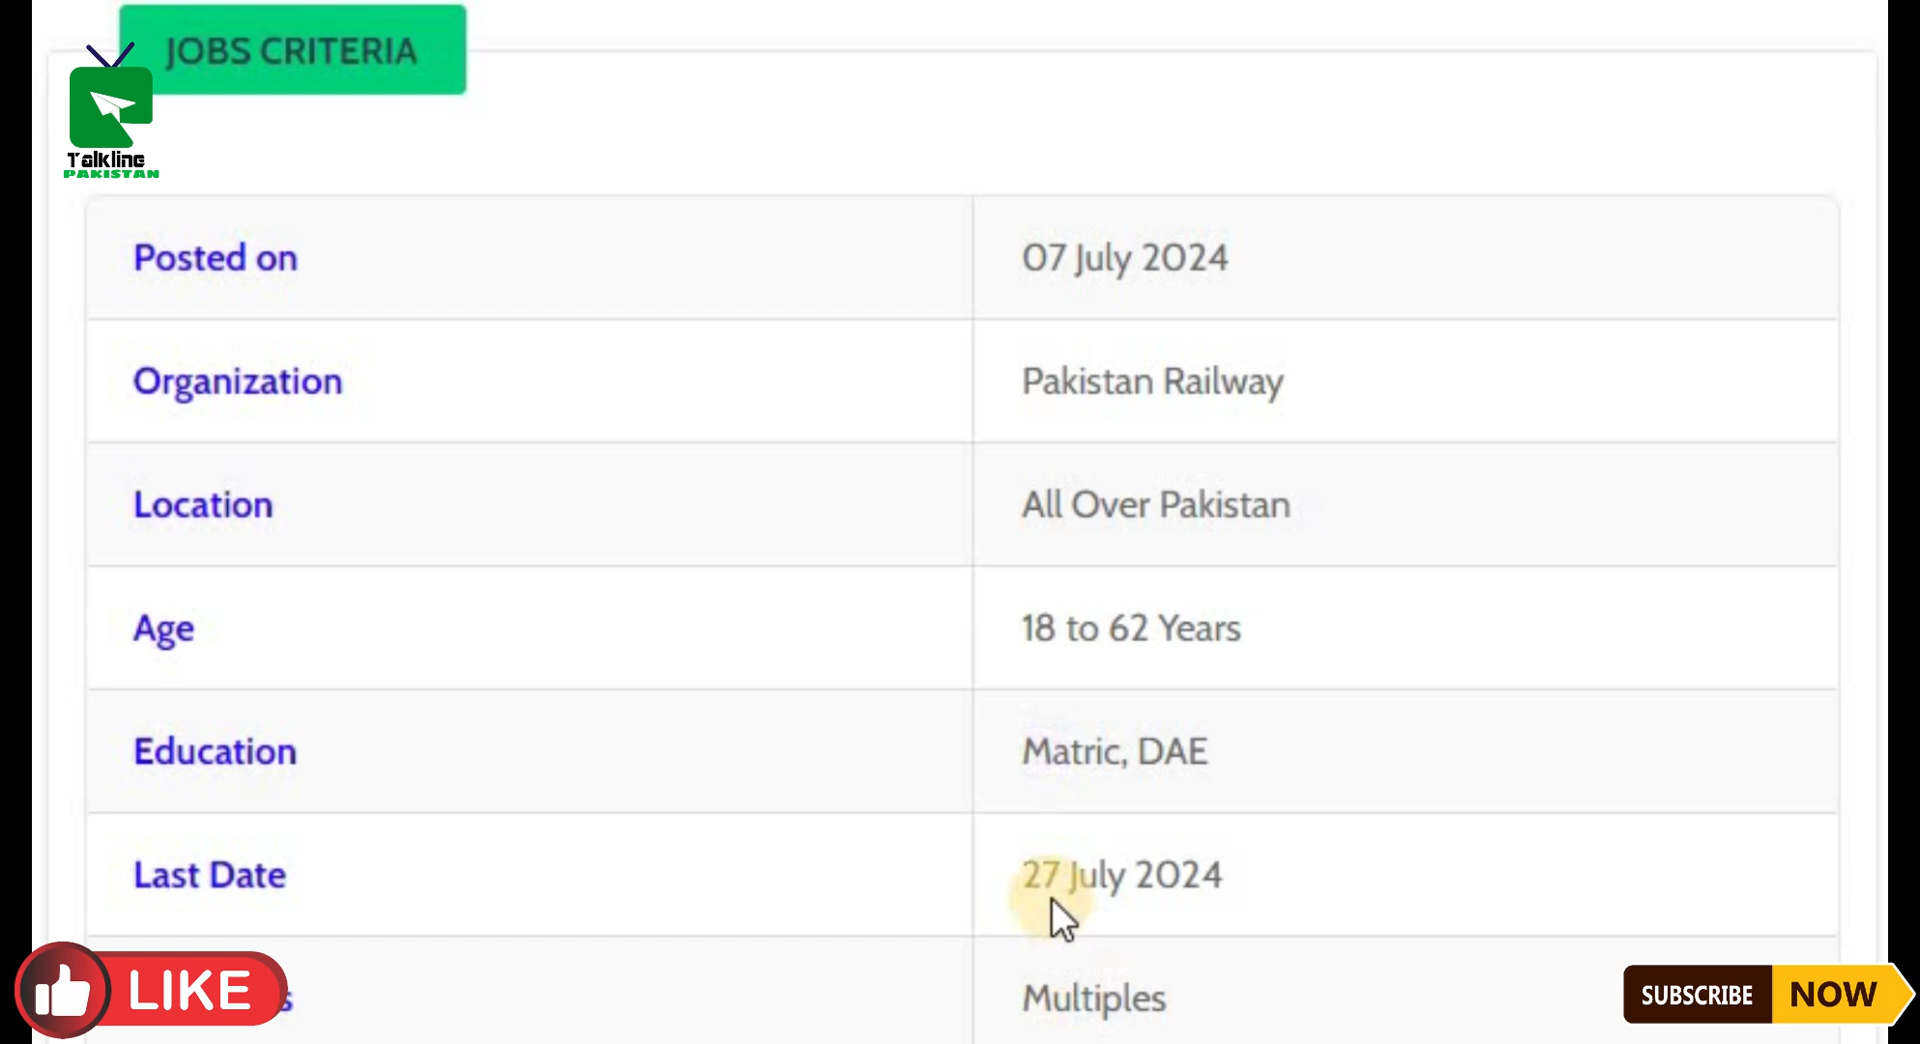 JOBS CRITERIA
Talkline
PAKISTAN
Posted on 07 July 2024
Organization Pakistan Railway
Location All Over Pakistan
Age 18 to 62 Years
Education Matric, DAE
Last Date 27 July 2024
Multiples
LIKE
SUBSCRIBE NOW